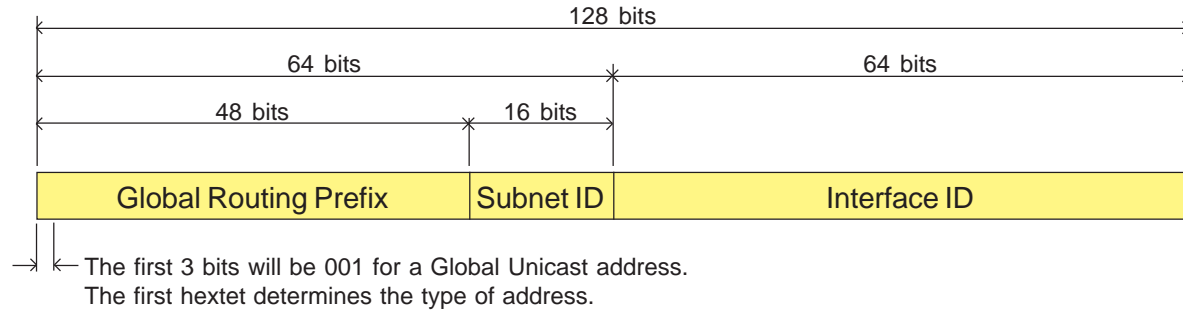 128 bits
64 bits
64 bits
48 bits
16 bits
Global Routing Prefix
Subnet ID
Interface ID
The first 3 bits will be 001 for a Global Unicast address.
The first hextet determines the type of address.